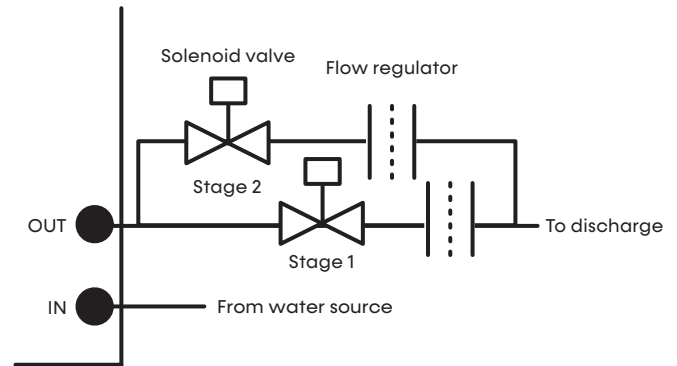 Solenoid valve
Flow regulator
Stage 2
OUT
To discharge
Stage 1
IN
From water source